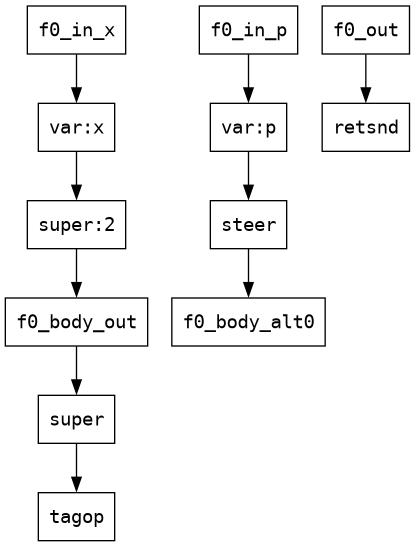 f0_in_x
f0_in_p
f0_out
var:x
var:p
retsnd
super:2
steer
f0_body_out
f0_body_alt0
super
tagop